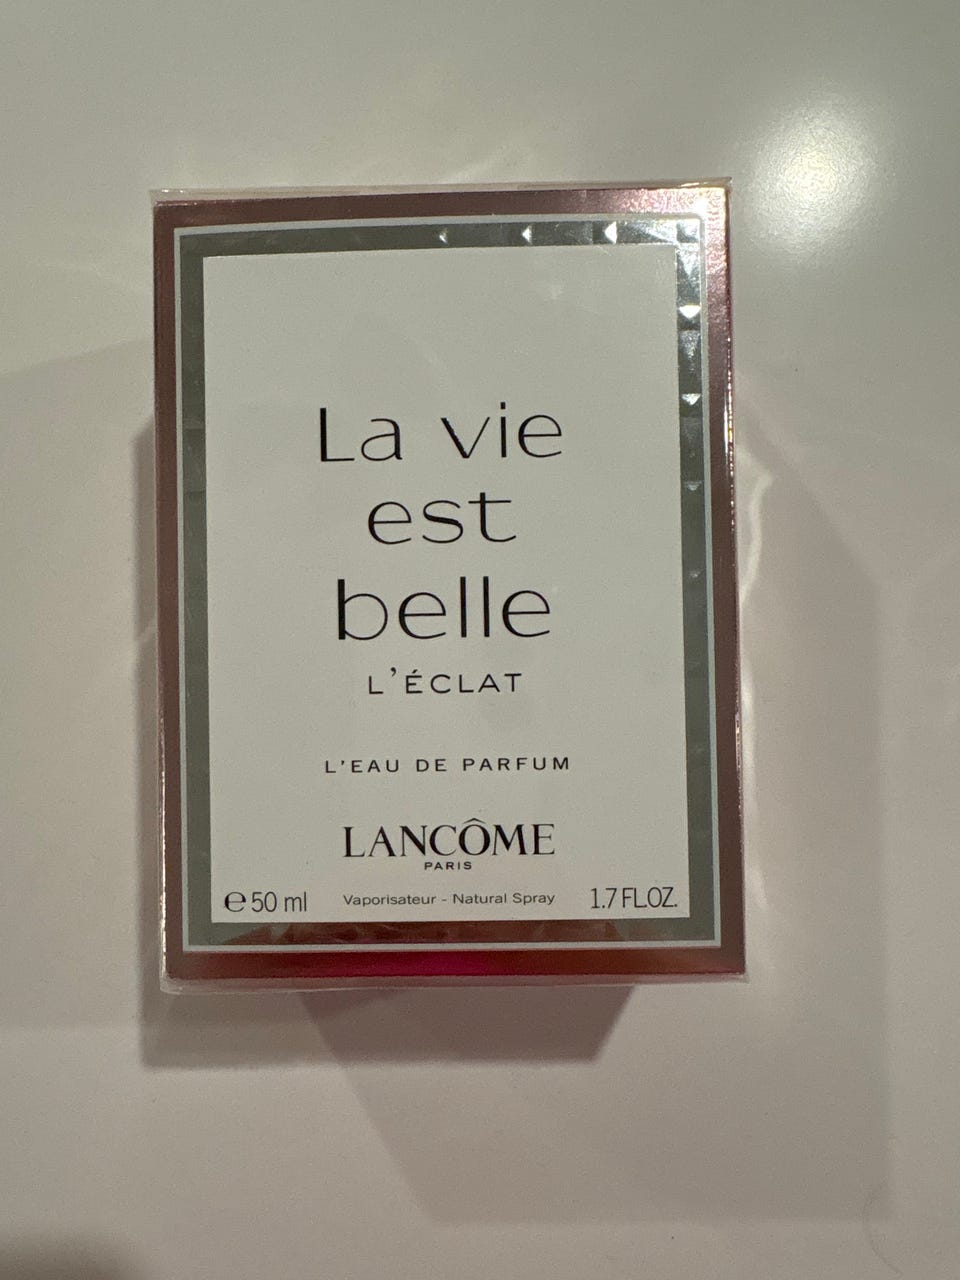 La vie
est
belle
L'ÉCLAT
L'EAU DE PARFUM
LANCÔME
PARIS
℮ 50 ml Vaporisateur - Natural Spray 1.7 FL.OZ.